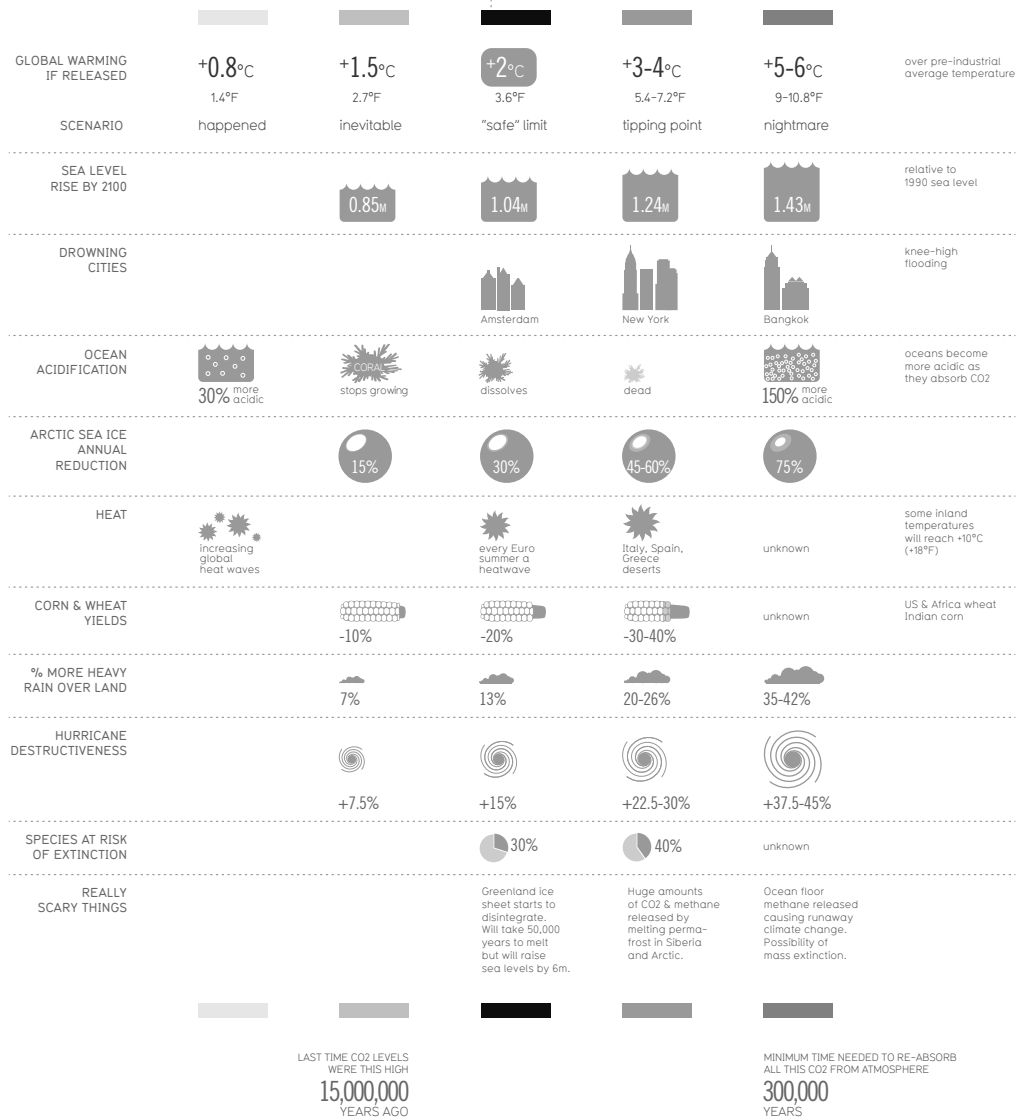 GLOBAL WARMING
IF RELEASED
+0.8°C
1.4°F
+1.5°C
2.7°F
+2°C
3.6°F
+3-4°C
5.4-7.2°F
+5-6°C
9-10.8°F
over pre-industrial
average temperature
SCENARIO
happened
inevitable
"safe" limit
tipping point
nightmare
SEA LEVEL
RISE BY 2100
0.85M
1.04M
1.24M
1.43M
relative to
1990 sea level
DROWNING
CITIES
Amsterdam
New York
Bangkok
knee-high
flooding
OCEAN
ACIDIFICATION
30% more
acidic
CORAL
stops growing
dissolves
dead
150% more
acidic
oceans become
more acidic as
they absorb CO2
ARCTIC SEA ICE
ANNUAL
REDUCTION
15%
30%
45-60%
75%
HEAT
increasing
global
heat waves
every Euro
summer a
heatwave
Italy, Spain,
Greece
deserts
unknown
some inland
temperatures
will reach +10°C
(+18°F)
CORN & WHEAT
YIELDS
-10%
-20%
-30-40%
unknown
US & Africa wheat
Indian corn
% MORE HEAVY
RAIN OVER LAND
7%
13%
20-26%
35-42%
HURRICANE
DESTRUCTIVENESS
+7.5%
+15%
+22.5-30%
+37.5-45%
SPECIES AT RISK
OF EXTINCTION
30%
40%
unknown
REALLY
SCARY THINGS
Greenland ice
sheet starts to
disintegrate.
Will take 50,000
years to melt
but will raise
sea levels by 6m.
Huge amounts
of CO2 & methane
released by
melting perma-
frost in Siberia
and Arctic.
Ocean floor
methane released
causing runaway
climate change.
Possibility of
mass extinction.
LAST TIME CO2 LEVELS
WERE THIS HIGH
15,000,000
YEARS AGO
MINIMUM TIME NEEDED TO RE-ABSORB
ALL THIS CO2 FROM ATMOSPHERE
300,000
YEARS